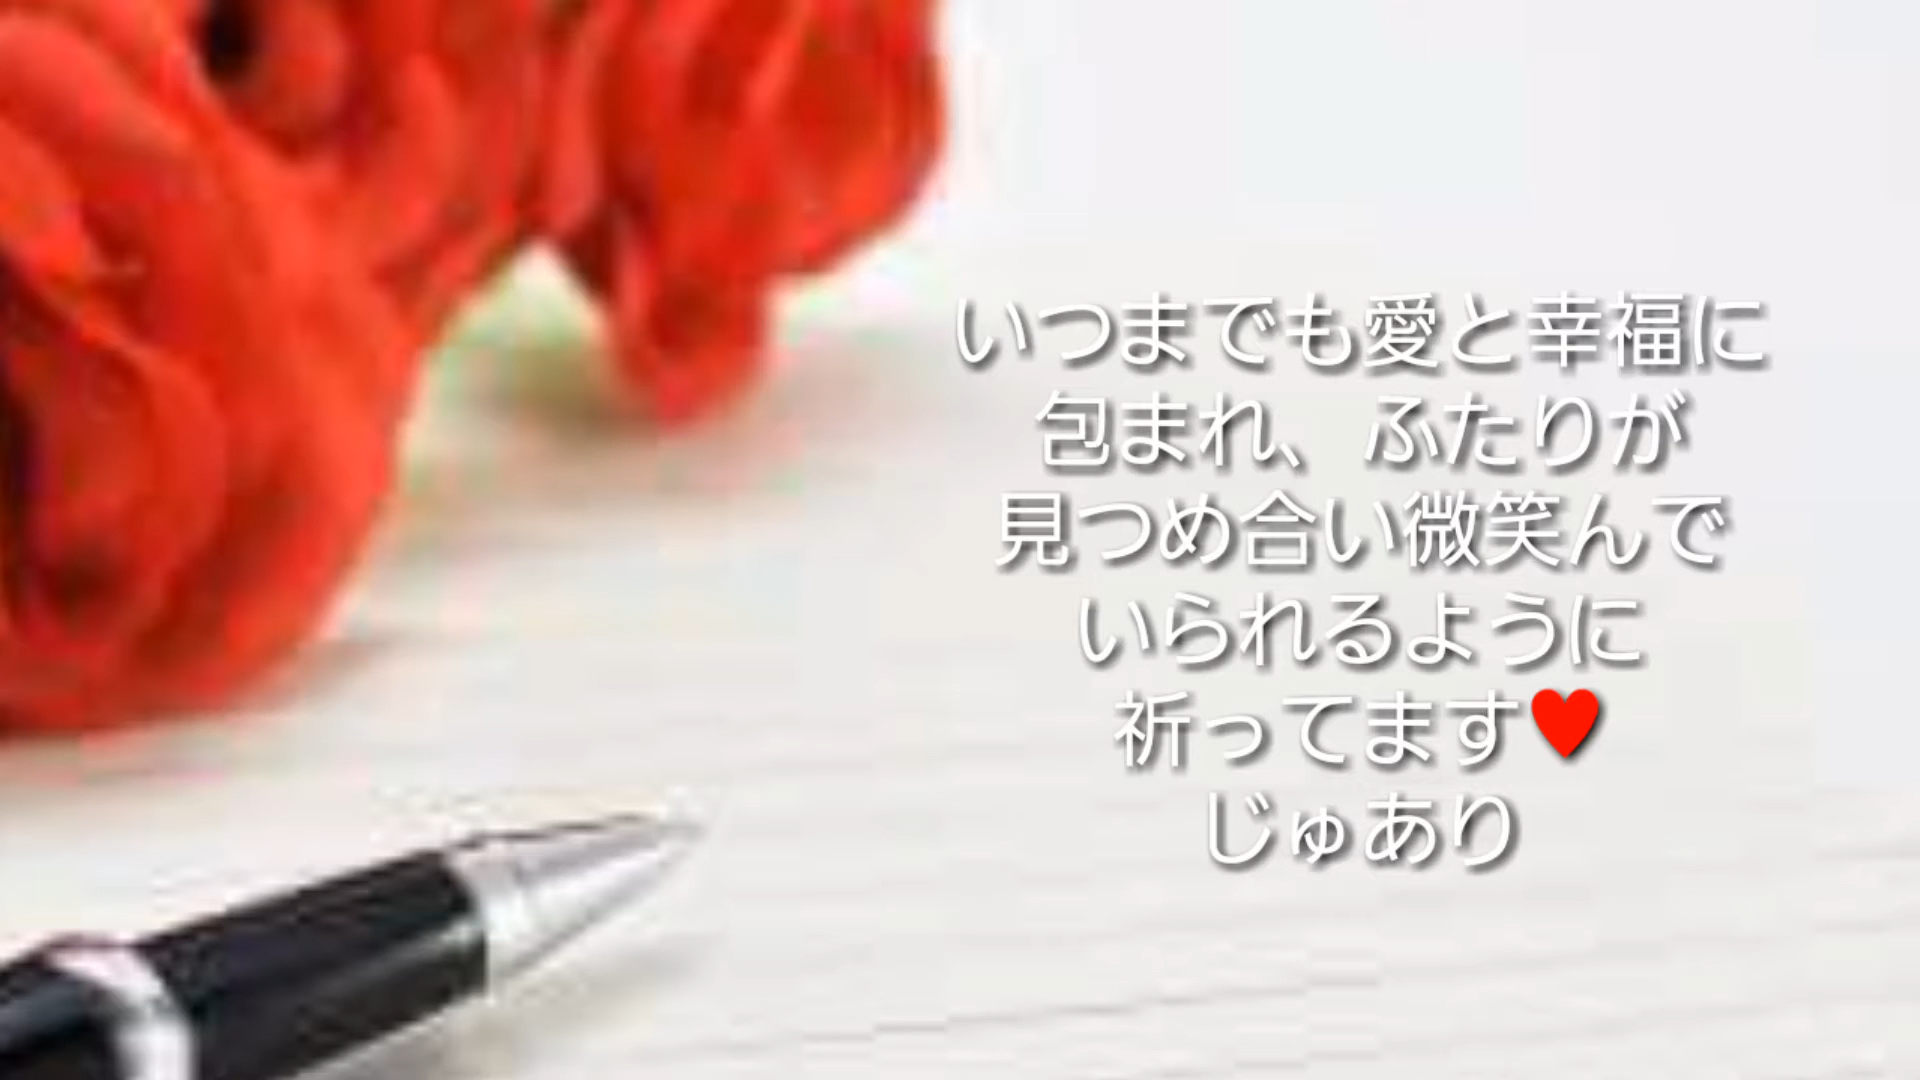 いつまでも愛と幸福に
包まれ、ふたりが
見つめ合い微笑んで
いられるように
祈ってます♥
じゅあり